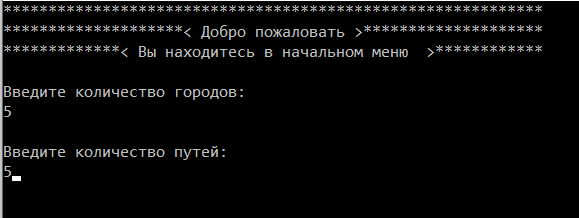 ************************************************************
********************< Добро пожаловать >********************
*************< Вы находитесь в начальном меню  >************
Введите количество городов:
5
Введите количество путей:
5